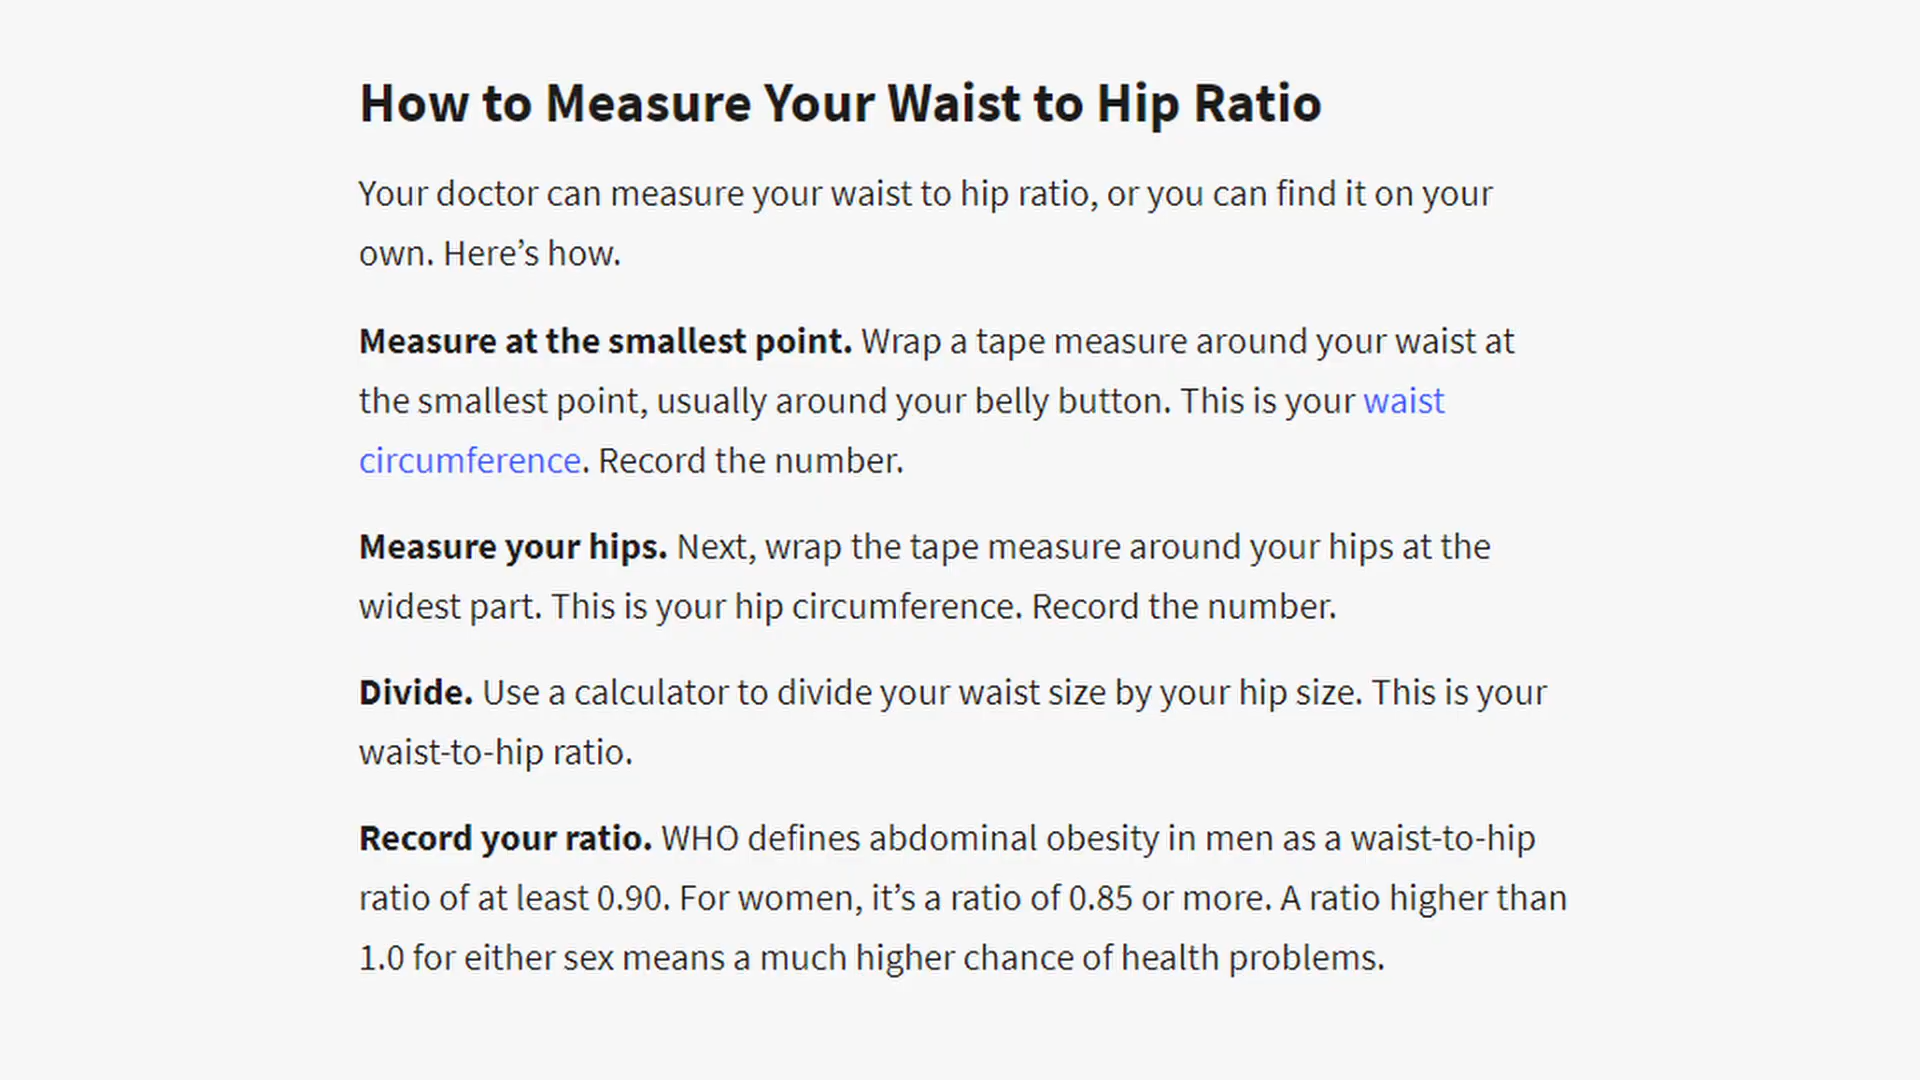 How to Measure Your Waist to Hip Ratio
Your doctor can measure your waist to hip ratio, or you can find it on your
own. Here’s how.
Measure at the smallest point. Wrap a tape measure around your waist at
the smallest point, usually around your belly button. This is your waist
circumference. Record the number.
Measure your hips. Next, wrap the tape measure around your hips at the
widest part. This is your hip circumference. Record the number.
Divide. Use a calculator to divide your waist size by your hip size. This is your
waist-to-hip ratio.
Record your ratio. WHO defines abdominal obesity in men as a waist-to-hip
ratio of at least 0.90. For women, it’s a ratio of 0.85 or more. A ratio higher than
1.0 for either sex means a much higher chance of health problems.